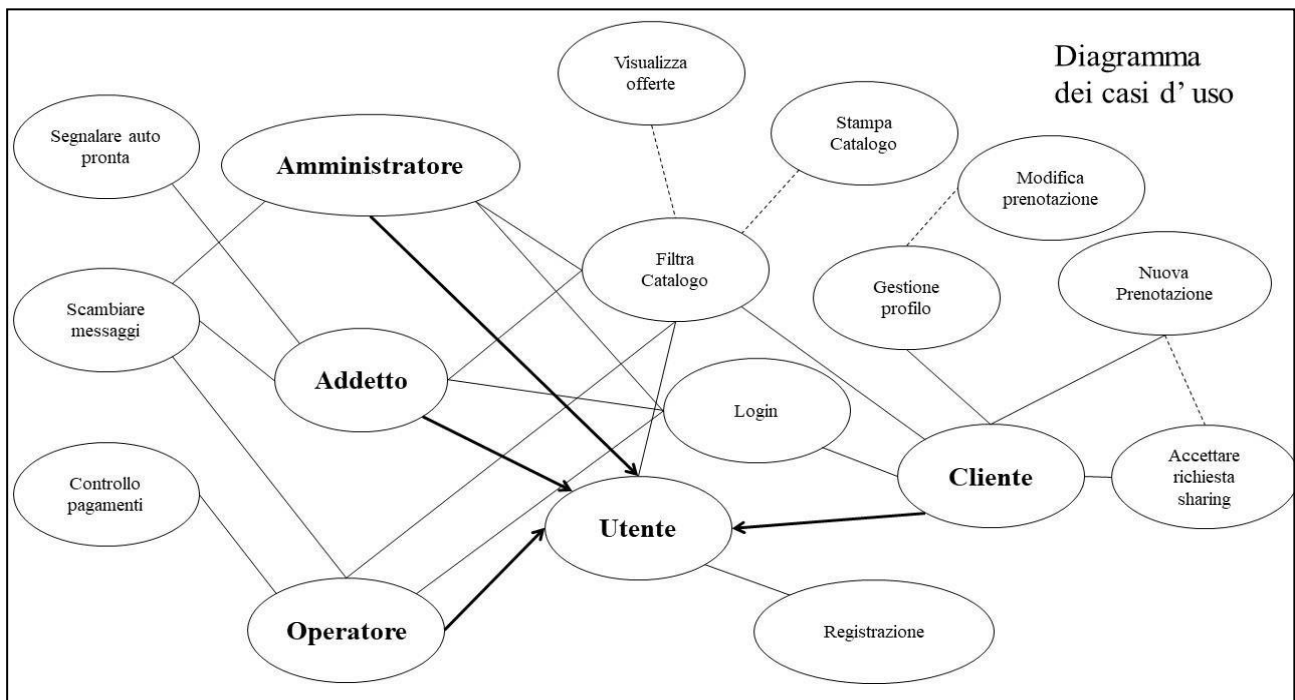 Diagramma
dei casi d' uso
Visualizza
offerte
Segnalare auto
pronta
Stampa
Catalogo
Amministratore
Modifica
prenotazione
Filtra
Catalogo
Gestione
profilo
Nuova
Prenotazione
Scambiare
messaggi
Addetto
Login
Controllo
pagamenti
Cliente
Accettare
richiesta
sharing
Utente
Operatore
Registrazione